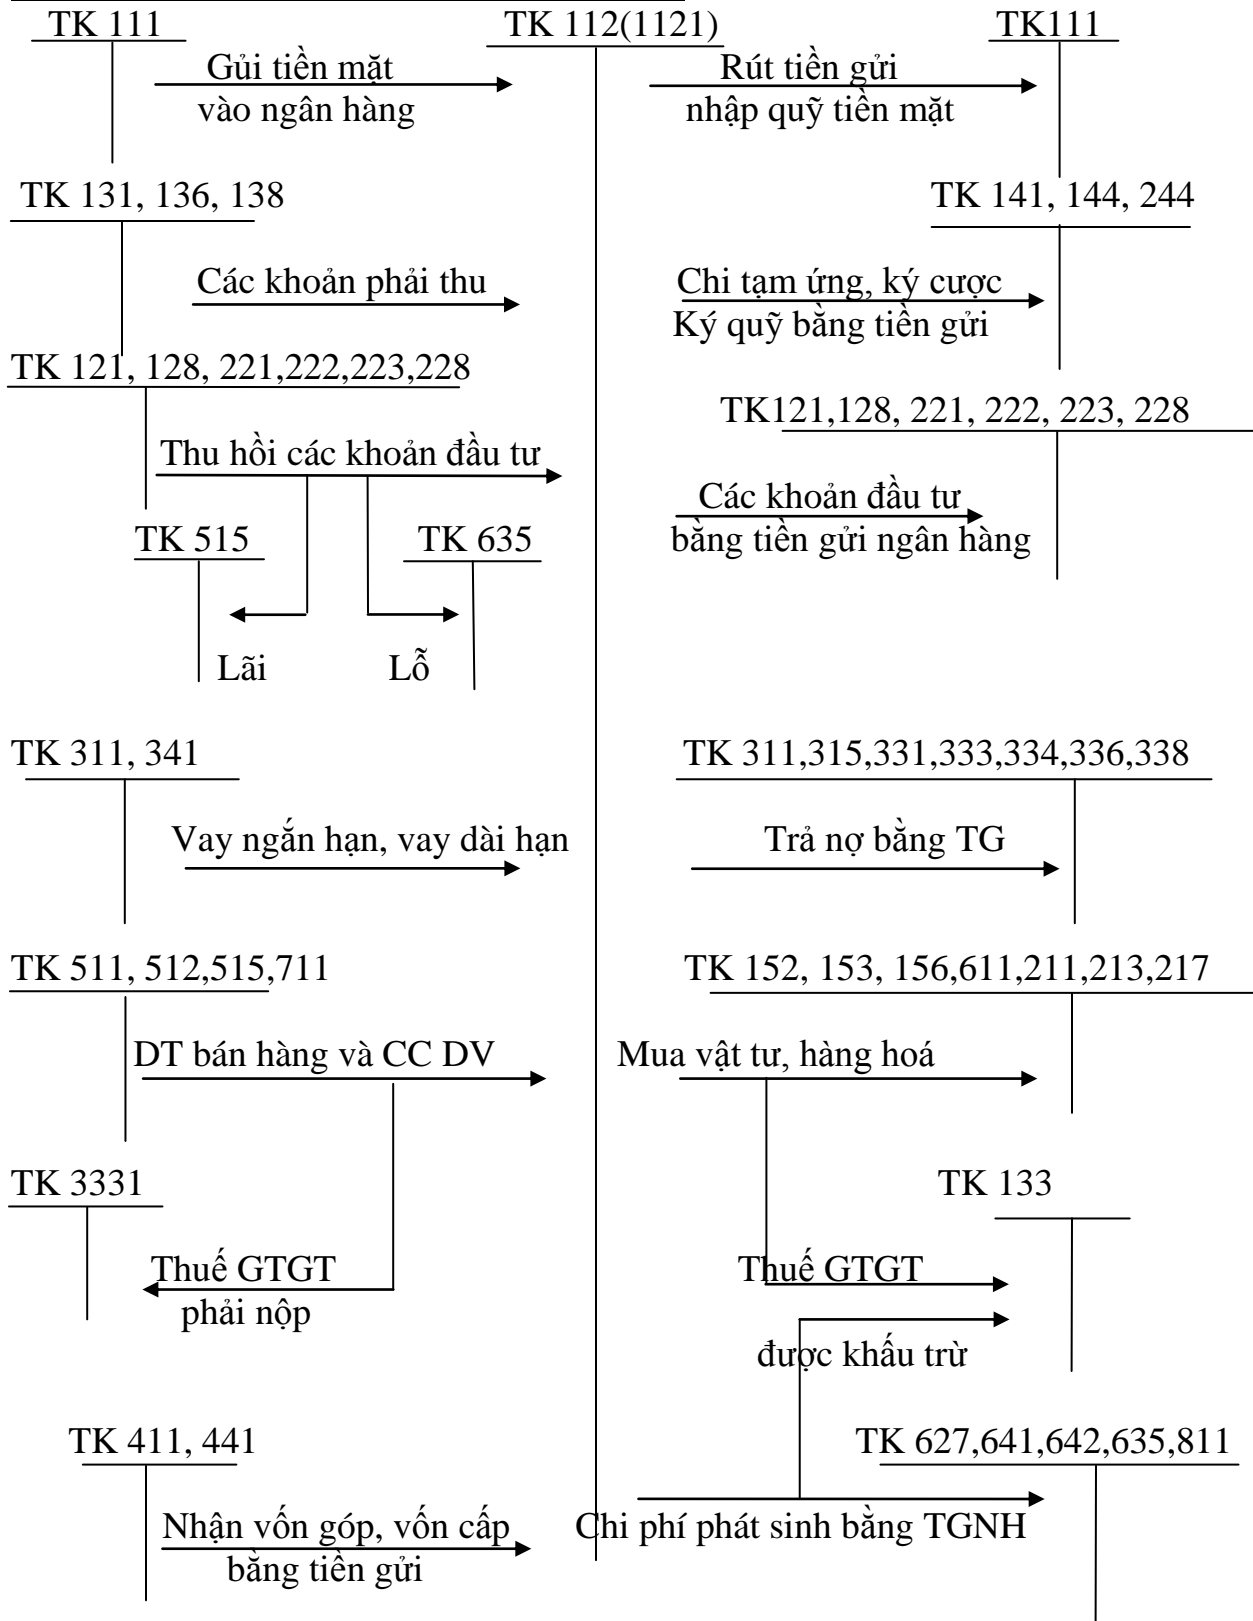 TK 111
TK 112(1121)
TK111
Gủi tiền mặt
vào ngân hàng
Rút tiền gửi
nhập quỹ tiền mặt
TK 131, 136, 138
TK 141, 144, 244
Các khoản phải thu
Chi tạm ứng, ký cược
Ký quỹ bằng tiền gửi
TK 121, 128, 221,222,223,228
TK121,128, 221, 222, 223, 228
Thu hồi các khoản đầu tư
Các khoản đầu tư
bằng tiền gửi ngân hàng
TK 515
TK 635
Lãi
Lỗ
TK 311, 341
TK 311,315,331,333,334,336,338
Vay ngắn hạn, vay dài hạn
Trả nợ bằng TG
TK 511, 512,515,711
TK 152, 153, 156,611,211,213,217
DT bán hàng và CC DV
Mua vật tư, hàng hoá
TK 3331
TK 133
Thuế GTGT
phải nộp
Thuế GTGT
được khấu trừ
TK 411, 441
TK 627,641,642,635,811
Nhận vốn góp, vốn cấp
bằng tiền gửi
Chi phí phát sinh bằng TGNH